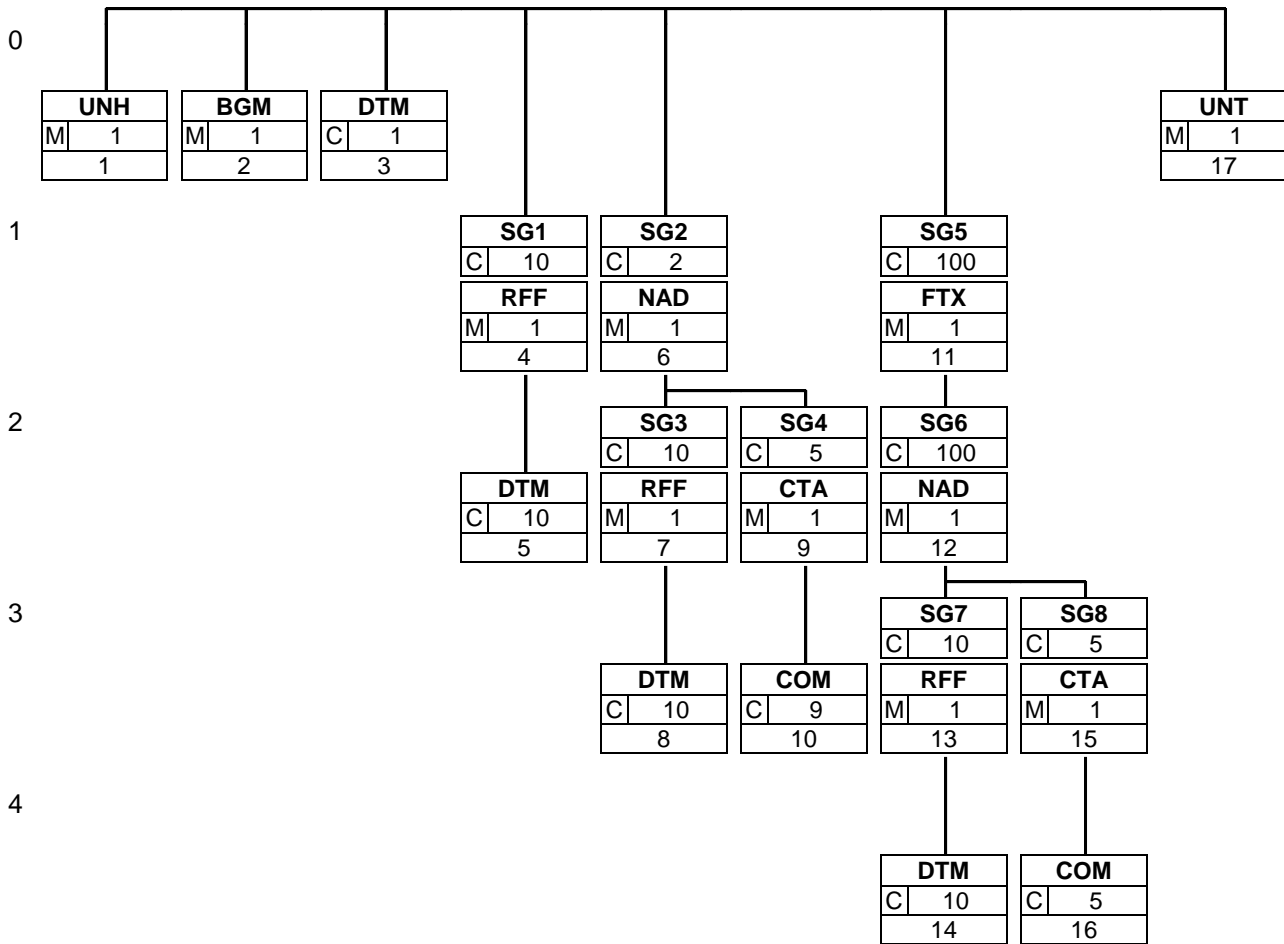 0
UNH BGM DTM UNT
M 1 M 1 C 1 M 1
1 2 3 17
1
SG1 SG2 SG5
C 10 C 2 C 100
RFF NAD FTX
M 1 M 1 M 1
4 6 11
2
SG3 SG4 SG6
C 10 C 5 C 100
DTM RFF CTA NAD
C 10 M 1 M 1 M 1
5 7 9 12
3
SG7 SG8
C 10 C 5
DTM COM RFF CTA
C 10 C 9 M 1 M 1
8 10 13 15
4
DTM COM
C 10 C 5
14 16